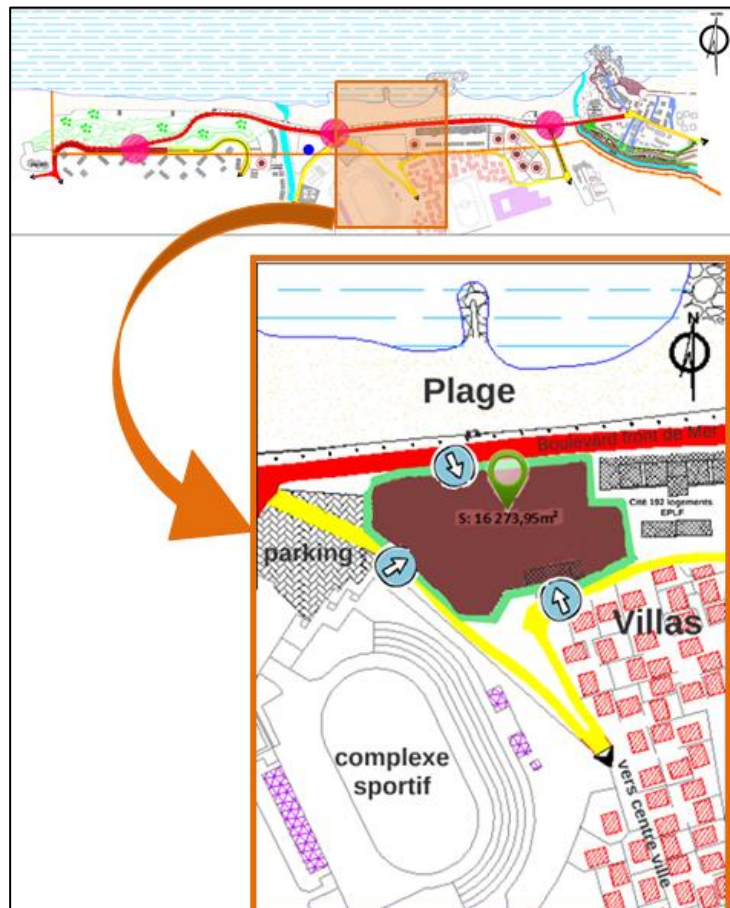 NORD
N
Plage
Boulevard front de Mer
Cité 192 logements
EPLF
S: 16 273,95m²
parking
Villas
complexe
sportif
vers centre ville